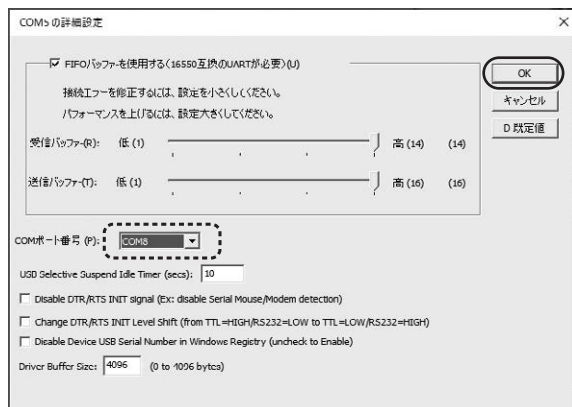 COM5の詳細設定
FIFOバッファーを使用する(16550互換のUARTが必要)(U)
接続エラーを修正するには、設定を小さくしてください。
パフォーマンスを上げるには、設定大きくしてください。
受信バッファー(R): 低 (1) 高 (14) (14)
送信バッファー(T): 低 (1) 高 (16) (16)
OK
キャンセル
D 既定値
COMポート番号 (P): COM8
USB Selective Suspend Idle Timer (secs): 10
Disable DTR/RTS INIT signal (Ex: disable Serial Mouse/Modem detection)
Change DTR/RTS INIT Level Shift (from TTL=HIGH/RS232=LOW to TTL=LOW/RS232=HIGH)
Disable Device USB Serial Number in Windows Registry (uncheck to Enable)
Driver Buffer Size: 4096 (0 to 4096 bytes)